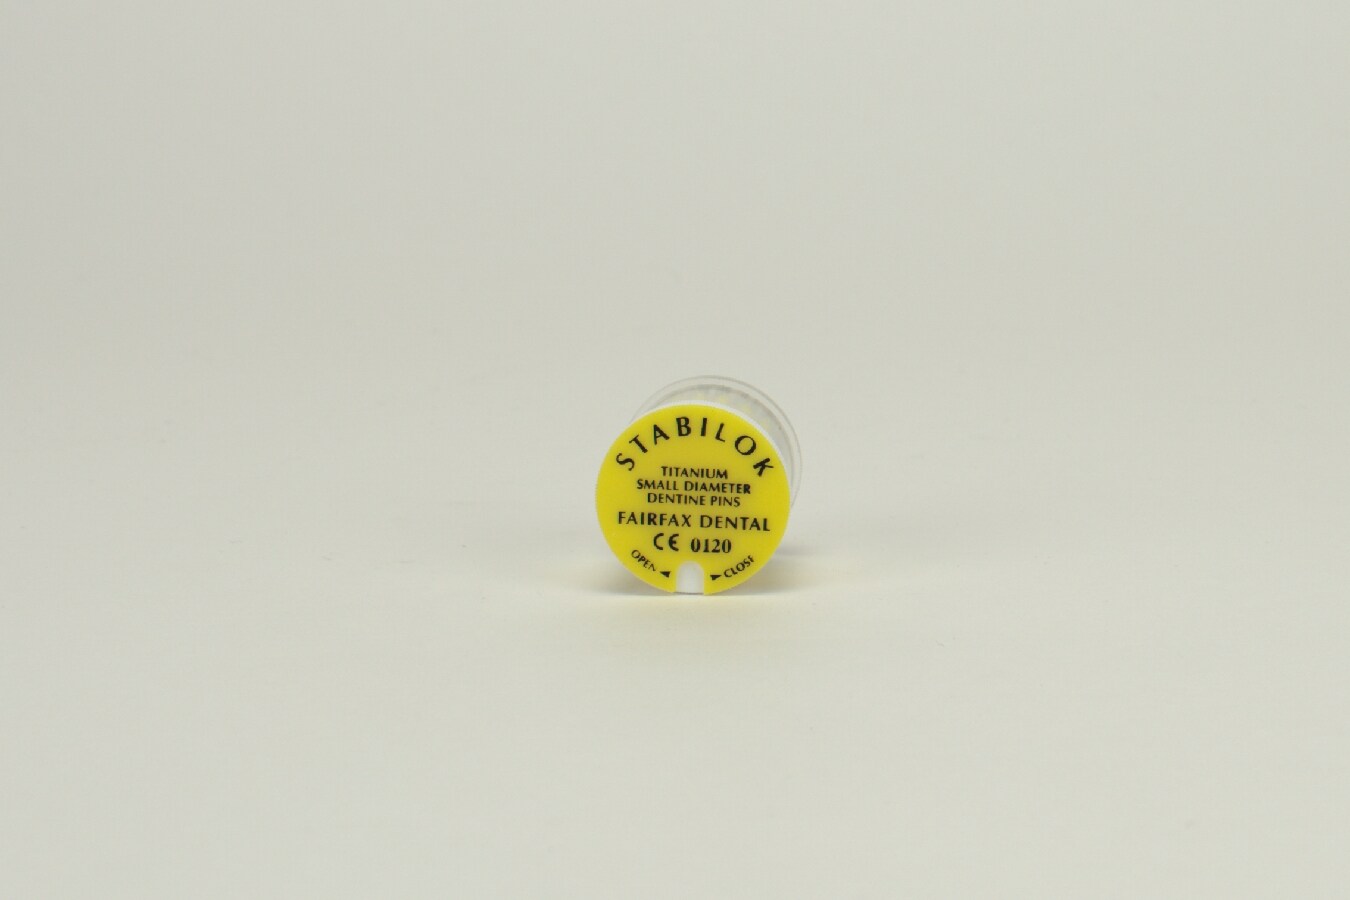 STABILOK
TITANIUM
SMALL DIAMETER
DENTINE PINS
FAIRFAX DENTAL
CE 0120
OPEN ◄ ► CLOSE